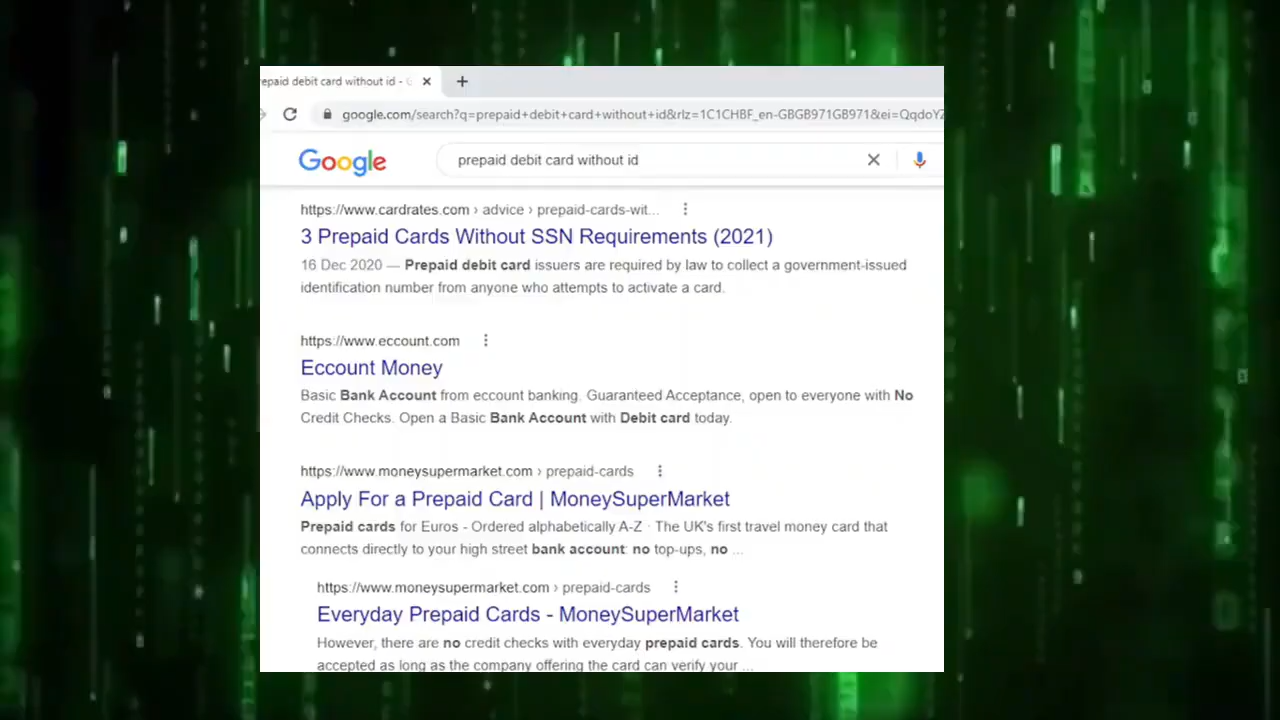 epaid debit card without id -
google.com/search?q=prepaid+debit+card+without+id&rlz=1C1CHBF_en-GBGB971GB971&ei=QqdoY
Google
prepaid debit card without id
https://www.cardrates.com › advice › prepaid-cards-wit...
3 Prepaid Cards Without SSN Requirements (2021)
16 Dec 2020 — Prepaid debit card issuers are required by law to collect a government-issued
identification number from anyone who attempts to activate a card.
https://www.eccount.com
Eccount Money
Basic Bank Account from eccount banking. Guaranteed Acceptance, open to everyone with No
Credit Checks. Open a Basic Bank Account with Debit card today.
https://www.moneysupermarket.com › prepaid-cards
Apply For a Prepaid Card | MoneySuperMarket
Prepaid cards for Euros - Ordered alphabetically A-Z · The UK's first travel money card that
connects directly to your high street bank account: no top-ups, no ...
https://www.moneysupermarket.com › prepaid-cards
Everyday Prepaid Cards - MoneySuperMarket
However, there are no credit checks with everyday prepaid cards. You will therefore be
accepted as long as the company offering the card can verify your ...